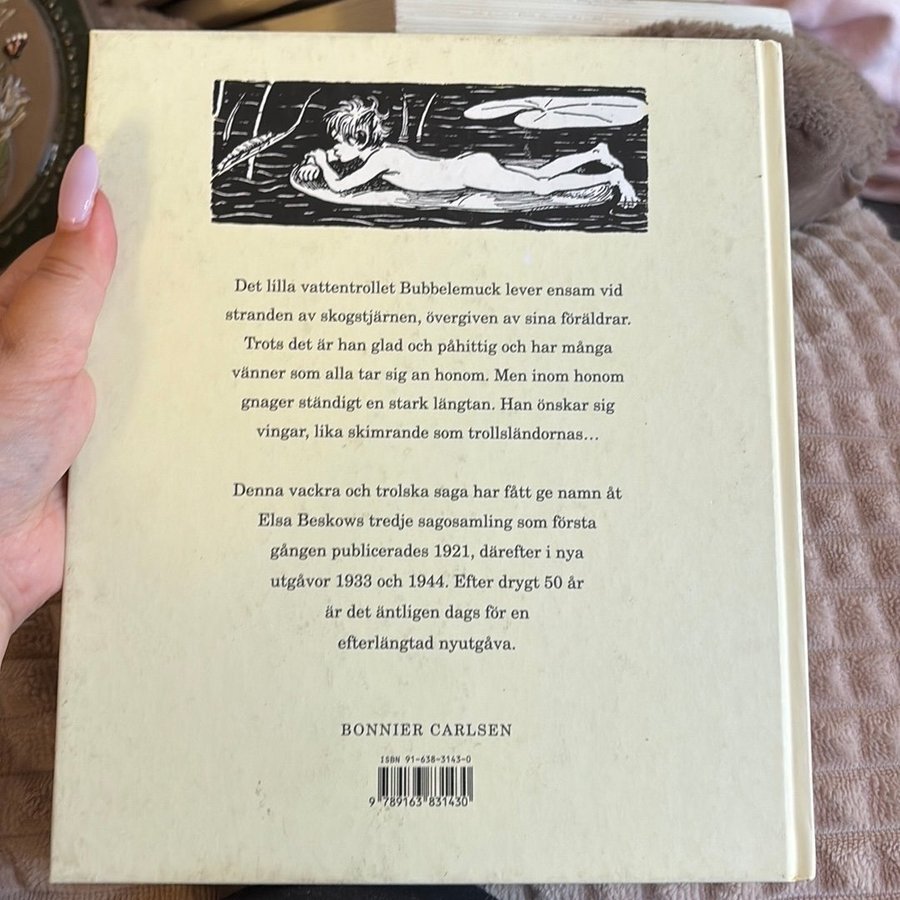 Det lilla vattentrollet Bubbelemuck lever ensam vid
stranden av skogstjärnen, övergiven av sina föräldrar.
Trots det är han glad och påhittig och har många
vänner som alla tar sig an honom. Men inom honom
gnager ständigt en stark längtan. Han önskar sig
vingar, lika skimrande som trollsländornas...
Denna vackra och trolska saga har fått ge namn åt
Elsa Beskows tredje sagosamling som första
gången publicerades 1921, därefter i nya
utgåvor 1933 och 1944. Efter drygt 50 år
är det äntligen dags för en
efterlängtad nyutgåva.
BONNIER CARLSEN
ISBN 91-638-3143-0
9 789163 831430